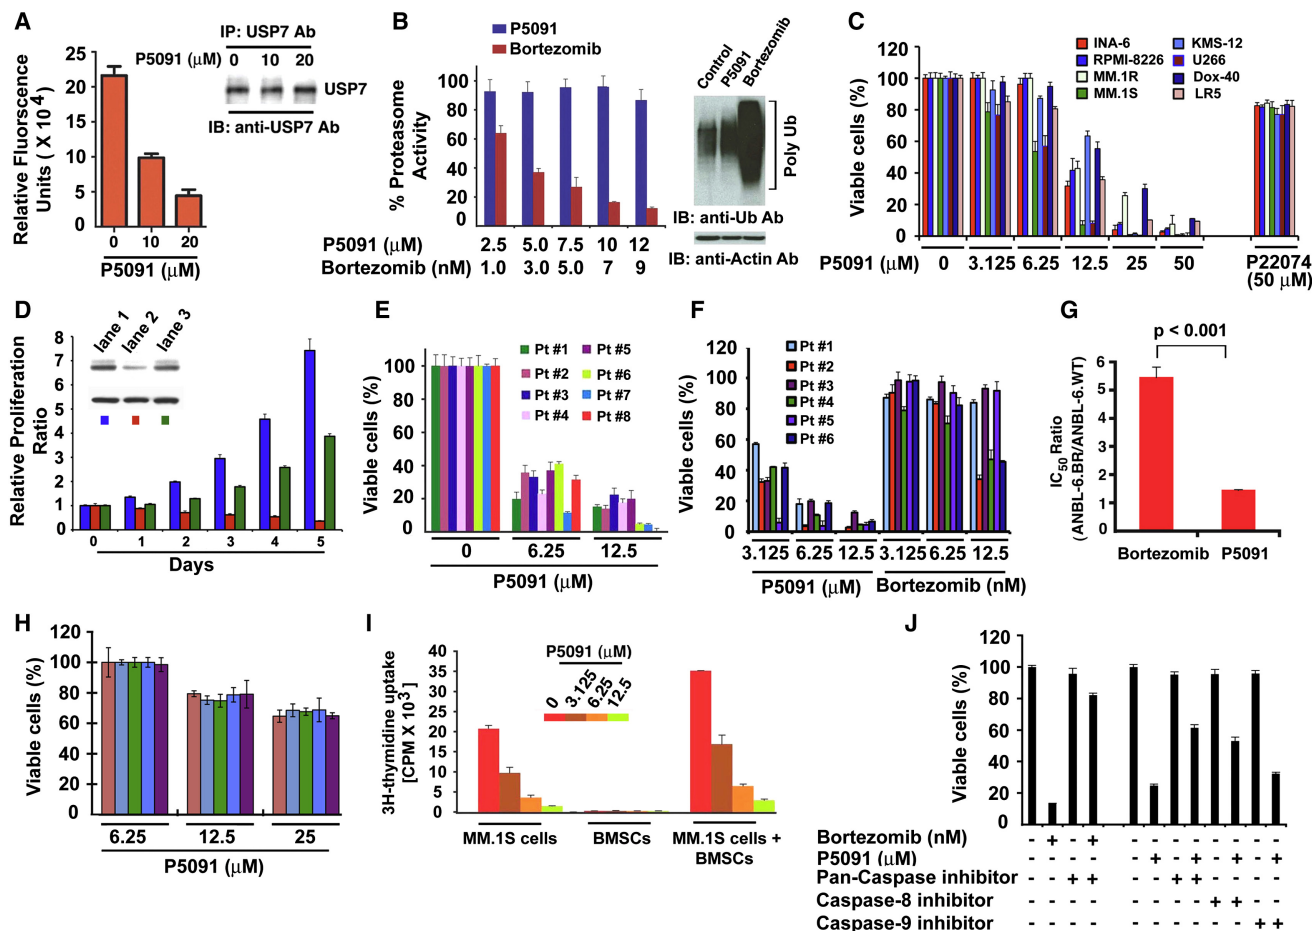 A
IP: USP7 Ab
P5091 (μM) 0 10 20
USP7
IB: anti-USP7 Ab
Relative Fluorescence
Units ( X 10 4)
25
20
15
10
5
0
0 10 20
P5091 (μM)
B
P5091
Bortezomib
% Proteasome
Activity
100
80
60
40
20
0
P5091 (μM) 2.5 5.0 7.5 10 12
Bortezomib (nM) 1.0 3.0 5.0 7 9
Control
P5091
Bortezomib
Poly Ub
IB: anti-Ub Ab
IB: anti-Actin Ab
C
Viable cells (%)
120
100
80
60
40
20
0
INA-6
RPMI-8226
MM.1R
MM.1S
KMS-12
U266
Dox-40
LR5
P5091 (μM) 0 3.125 6.25 12.5 25 50
P22074
(50 μM)
D
lane 1
lane 2
lane 3
Relative Proliferation
Ratio
8
7
6
5
4
3
2
1
0
0 1 2 3 4 5
Days
E
Viable cells (%)
100
80
60
40
20
0
Pt #1
Pt #2
Pt #3
Pt #4
Pt #5
Pt #6
Pt #7
Pt #8
0 6.25 12.5
P5091 (μM)
F
Viable cells (%)
120
100
80
60
40
20
0
Pt #1
Pt #2
Pt #3
Pt #4
Pt #5
Pt #6
3.125 6.25 12.5 3.125 6.25 12.5
P5091 (μM) Bortezomib (nM)
G
p < 0.001
IC50 Ratio
(ANBL-6.BR/ANBL-6.WT)
6
5
4
3
2
1
0
Bortezomib P5091
H
Viable cells (%)
120
100
80
60
40
20
0
6.25 12.5 25
P5091 (μM)
I
3H-thymidine uptake
[CPM X 10 3]
40
35
30
25
20
15
10
5
0
P5091 (μM)
0
3.125
6.25
12.5
MM.1S cells BMSCs MM.1S cells +
BMSCs
J
Viable cells (%)
120
100
80
60
40
20
0
Bortezomib (nM) - + - + - - - - - - - -
P5091 (μM) - - - - - + - + - + - +
Pan-Caspase inhibitor - - + + - - + + - - - -
Caspase-8 inhibitor - - - - - - - - + + - -
Caspase-9 inhibitor - - - - - - - - - - + +